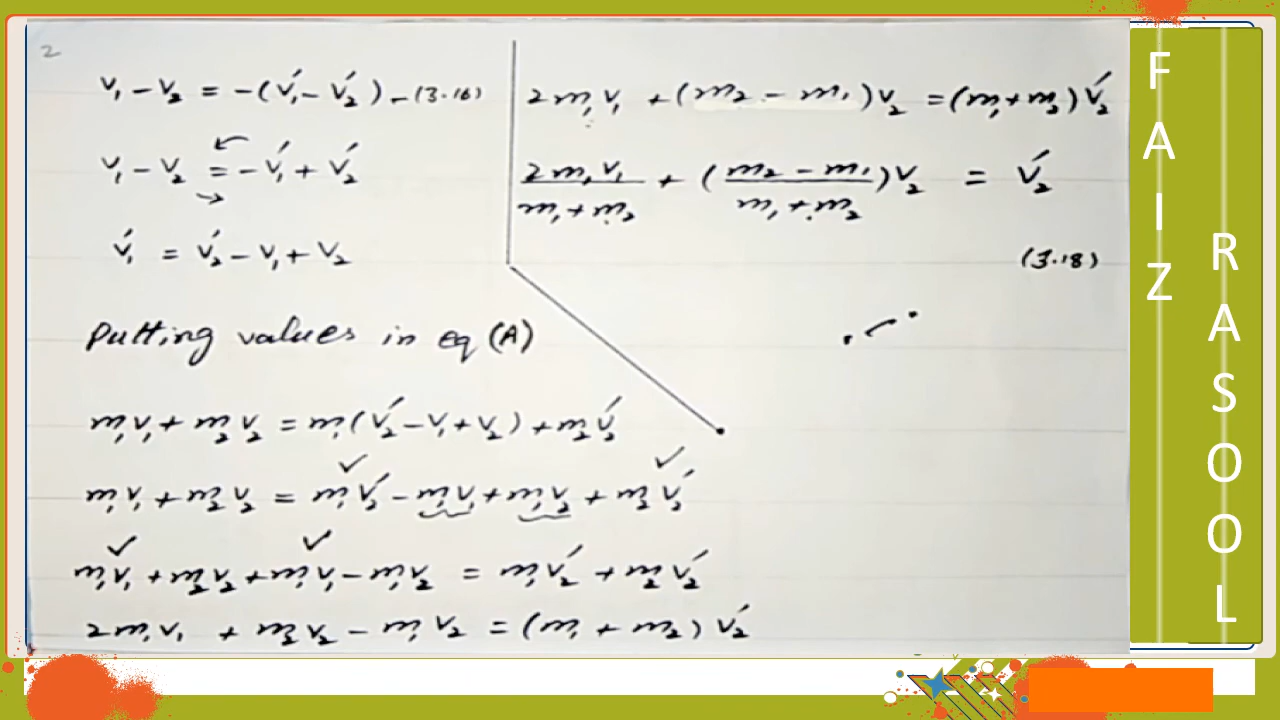 2
V₁ - V₂ = -(V₁′ - V₂′) - (3.16)
V₁ - V₂ = -V₁′ + V₂′
V₁′ = V₂′ - V₁ + V₂
Putting values in eq (A)
m₁V₁ + m₂V₂ = m₁(V₂′ - V₁ + V₂) + m₂V₂′
m₁V₁ + m₂V₂ = m₁V₂′ - m₁V₁ + m₁V₂ + m₂V₂′
m₁V₁ + m₂V₂ + m₁V₁ - m₁V₂ = m₁V₂′ + m₂V₂′
2m₁V₁ + m₂V₂ - m₁V₂ = (m₁ + m₂) V₂′
2m₁V₁ + (m₂ - m₁)V₂ = (m₁ + m₂) V₂′
2m₁V₁/m₁ + m₂ + (m₂ - m₁/m₁ + m₂)V₂ = V₂′
(3.18)
FAIZ
RASOOL